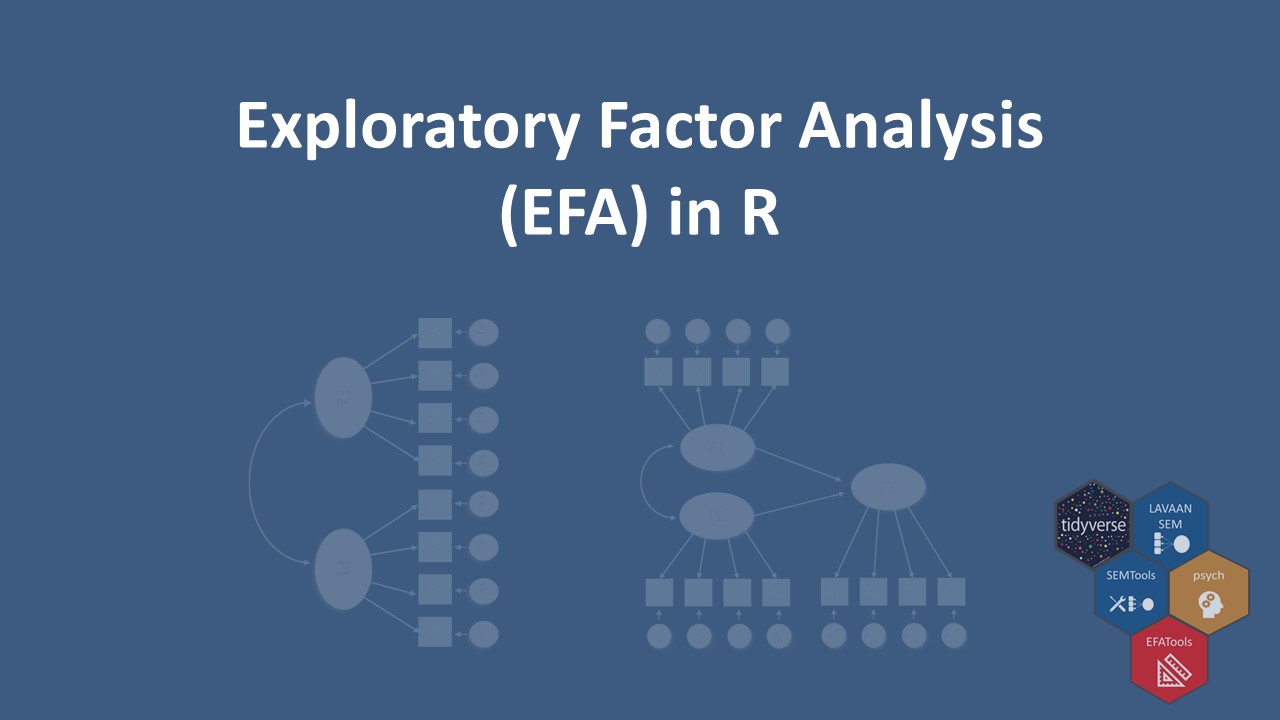 Exploratory Factor Analysis
(EFA) in R
tidyverse
LAVAAN
SEM
SEMTools
psych
EFATools